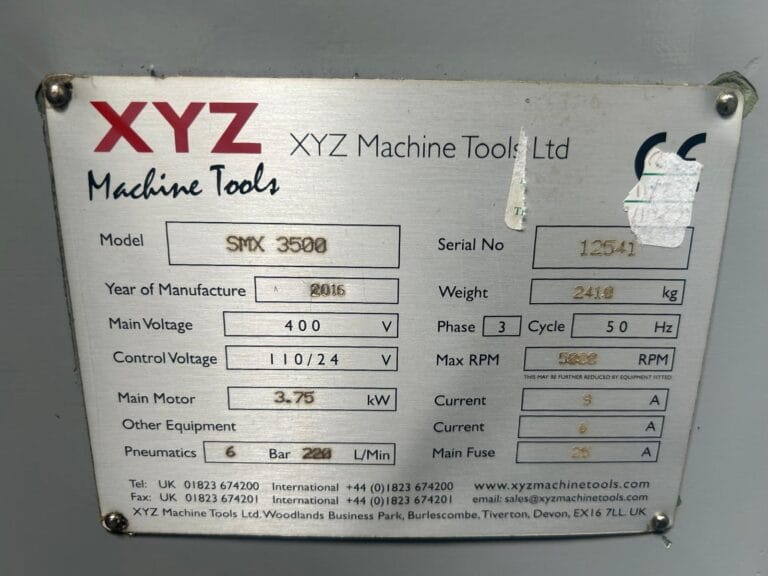 XYZ
Machine Tools
XYZ Machine Tools Ltd
Model SMX 3500 Serial No 12541
Year of Manufacture 2016 Weight 2410 kg
Main Voltage 400 V Phase 3 Cycle 50 Hz
Control Voltage 110/24 V Max RPM 5000 RPM
THIS MAY BE FURTHER REDUCED BY EQUIPMENT FITTED
Main Motor 3.75 kW Current A
Other Equipment Current 6 A
Pneumatics 6 Bar 220 L/Min Main Fuse 25 A
Tel: UK 01823 674200 International +44 (0)1823 674200 www.xyzmachinetools.com
Fax: UK 01823 674201 International +44 (0)1823 674201 email: sales@xyzmachinetools.com
XYZ Machine Tools Ltd. Woodlands Business Park, Burlescombe, Tiverton, Devon, EX16 7LL. UK